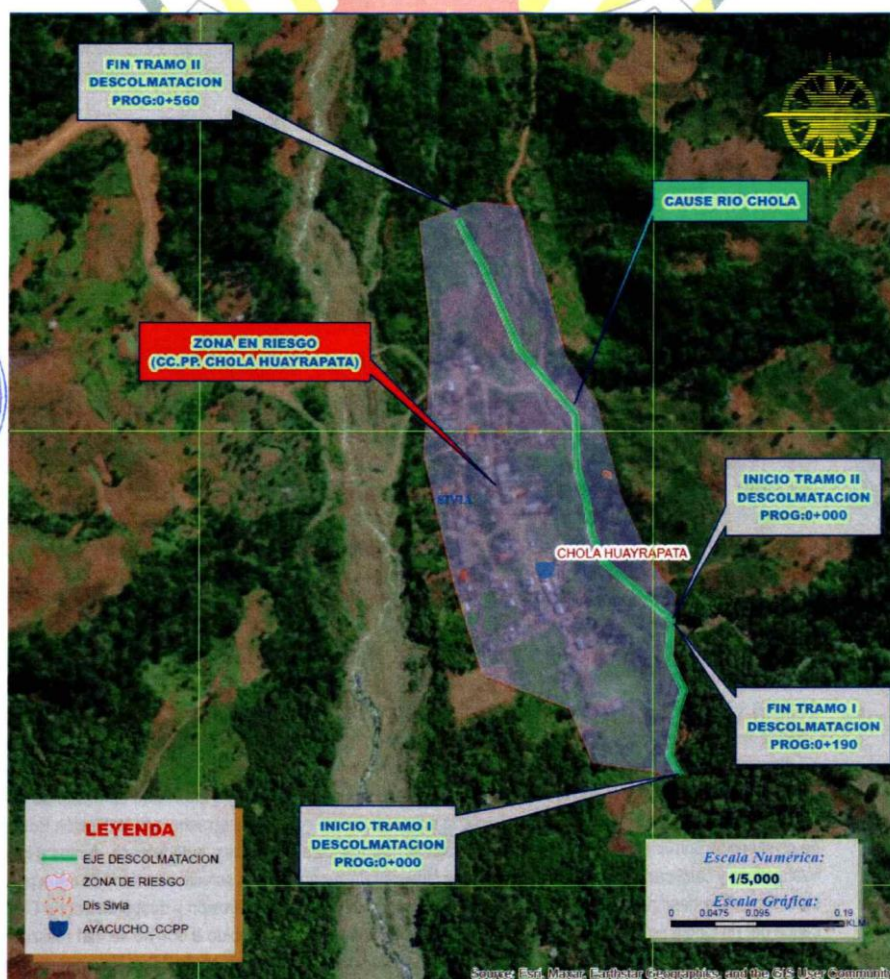 FIN TRAMO II
DESCOLMATACION
PROG:0+560
CAUSE RIO CHOLA
ZONA EN RIESGO
(CC.PP. CHOLA HUAYRAPATA)
SIVIA
INICIO TRAMO II
DESCOLMATACION
PROG:0+000
CHOLA HUAYRAPATA
FIN TRAMO I
DESCOLMATACION
PROG:0+190
INICIO TRAMO I
DESCOLMATACION
PROG:0+000
LEYENDA
EJE DESCOLMATACION
ZONA DE RIESGO
Dis Sivia
AYACUCHO_CCPP
Escala Numérica:
1/5,000
Escala Gráfica:
0 0.0475 0.095 0.19
KLM
Source: Esri, Maxar, Earthstar Geographics, and the GIS User Community